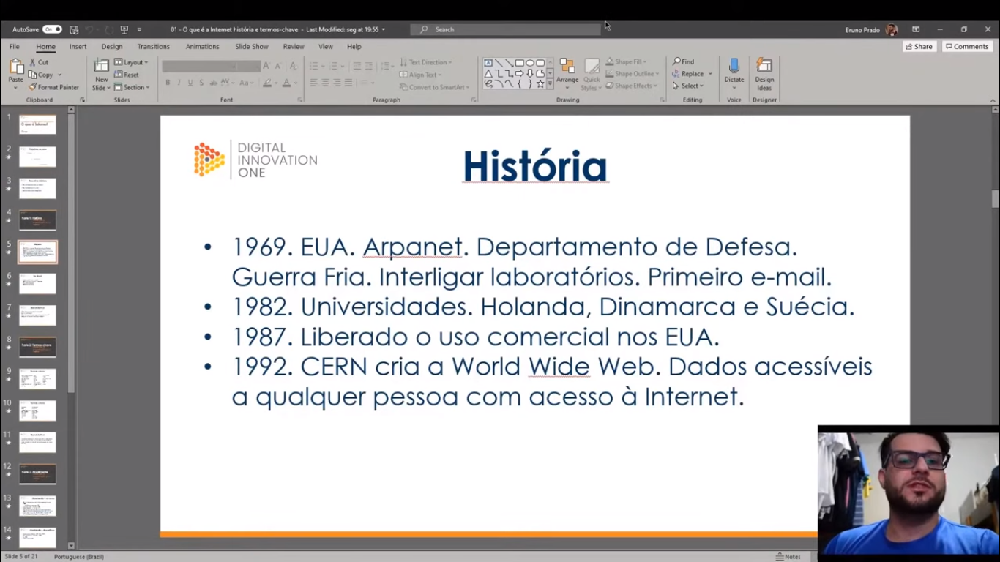 AutoSave On 01 - O que é a Internet história e termos-chave - Last Modified: seg at 19:55 Search Bruno Prado
File Home Insert Design Transitions Animations Slide Show Review View Help Share Comments
Paste
Cut
Copy
Format Painter
Clipboard
New Slide
Layout
Reset
Section
Slides
Font
Text Direction
Align Text
Convert to SmartArt
Paragraph
Arrange
Quick Styles
Shape Fill
Shape Outline
Shape Effects
Drawing
Find
Replace
Select
Editing
Dictate
Voice
Design Ideas
Designer
1
2
3
4
5
6
7
8
9
10
11
12
13
14
DIGITAL
INNOVATION
ONE
História
• 1969. EUA. Arpanet. Departamento de Defesa.
Guerra Fria. Interligar laboratórios. Primeiro e-mail.
• 1982. Universidades. Holanda, Dinamarca e Suécia.
• 1987. Liberado o uso comercial nos EUA.
• 1992. CERN cria a World Wide Web. Dados acessíveis
a qualquer pessoa com acesso à Internet.
Slide 5 of 21 Portuguese (Brazil) Notes